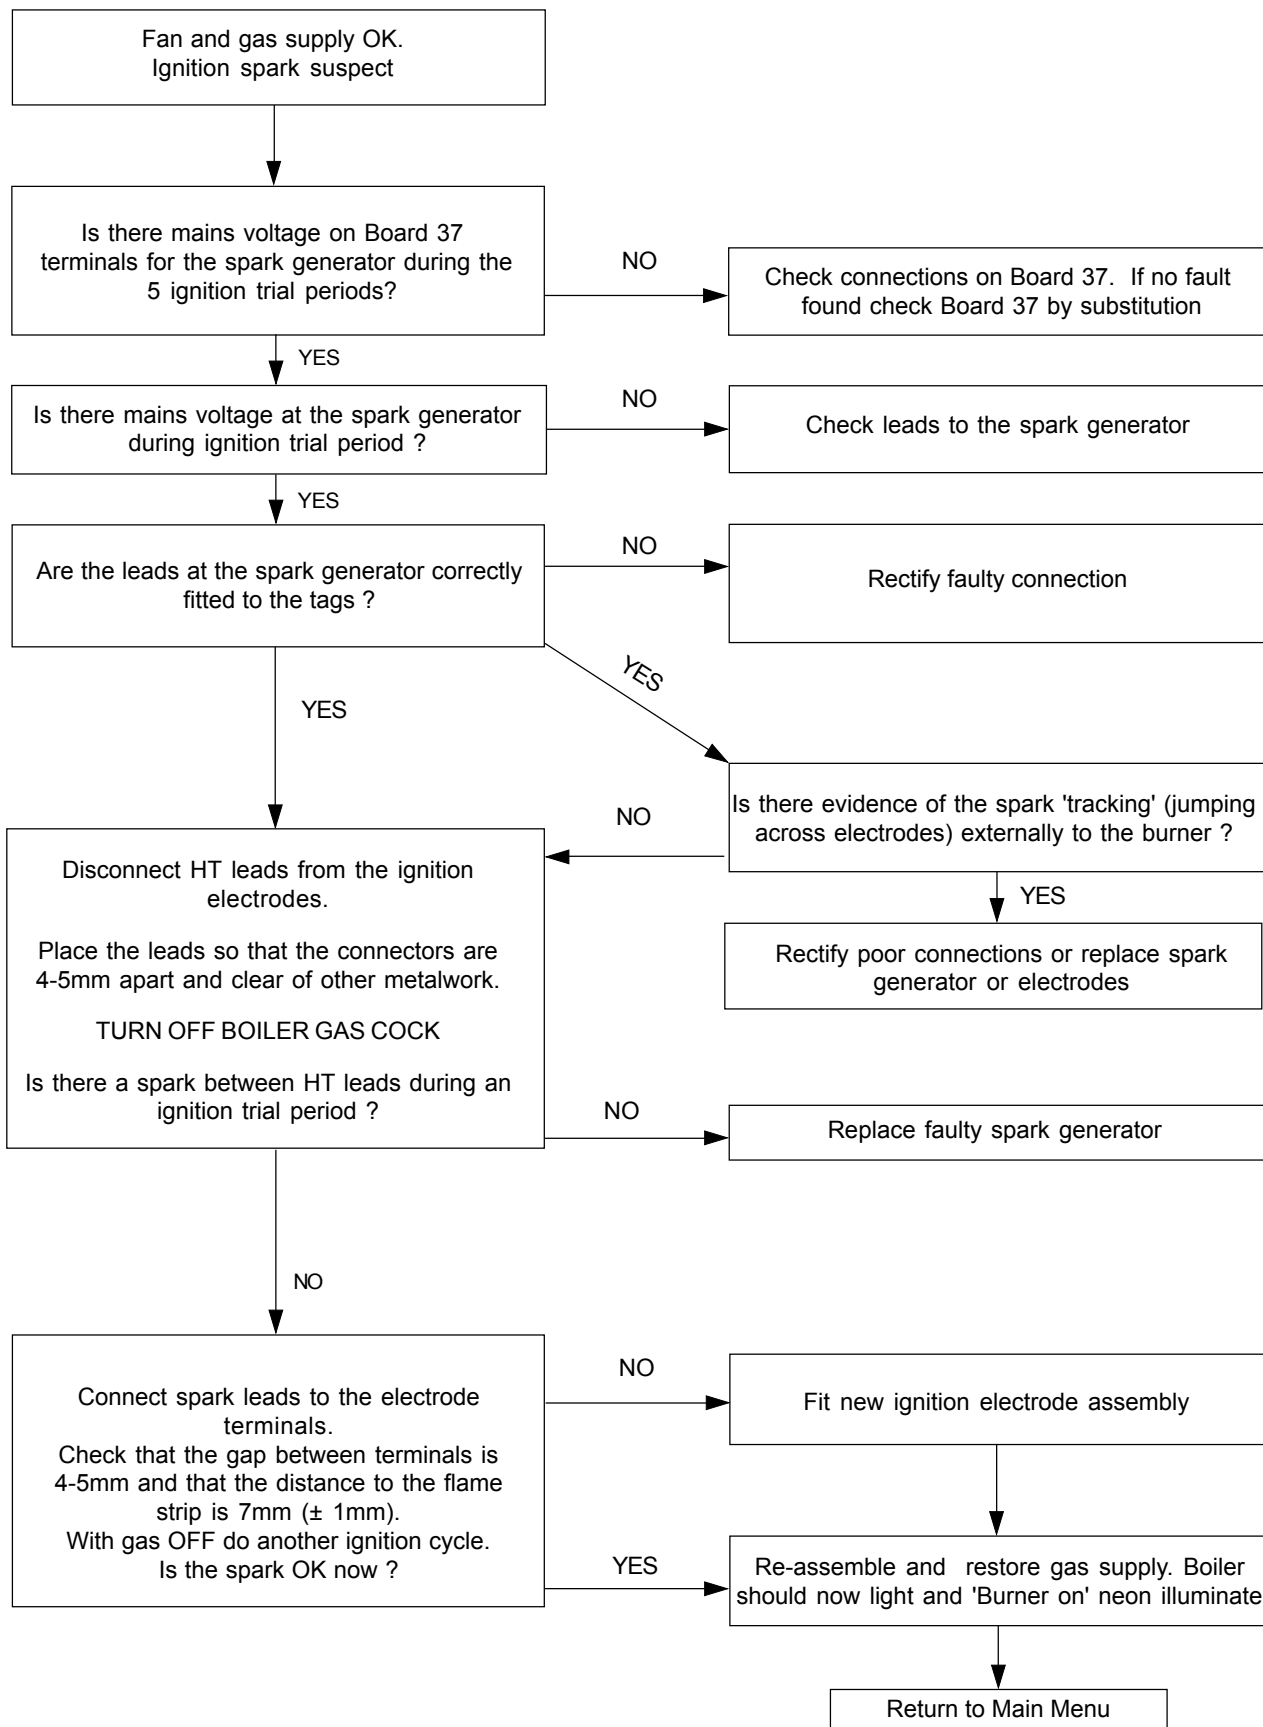 Fan and gas supply OK.
Ignition spark suspect
Is there mains voltage on Board 37
terminals for the spark generator during the
5 ignition trial periods?
NO
Check connections on Board 37. If no fault
found check Board 37 by substitution
YES
Is there mains voltage at the spark generator
during ignition trial period ?
NO
Check leads to the spark generator
YES
Are the leads at the spark generator correctly
fitted to the tags ?
NO
Rectify faulty connection
YES
YES
Is there evidence of the spark 'tracking' (jumping
across electrodes) externally to the burner ?
NO
YES
Rectify poor connections or replace spark
generator or electrodes
Disconnect HT leads from the ignition
electrodes.
Place the leads so that the connectors are
4-5mm apart and clear of other metalwork.
TURN OFF BOILER GAS COCK
Is there a spark between HT leads during an
ignition trial period ?
NO
Replace faulty spark generator
NO
Connect spark leads to the electrode
terminals.
Check that the gap between terminals is
4-5mm and that the distance to the flame
strip is 7mm (± 1mm).
With gas OFF do another ignition cycle.
Is the spark OK now ?
NO
Fit new ignition electrode assembly
YES
Re-assemble and restore gas supply. Boiler
should now light and 'Burner on' neon illuminate
Return to Main Menu